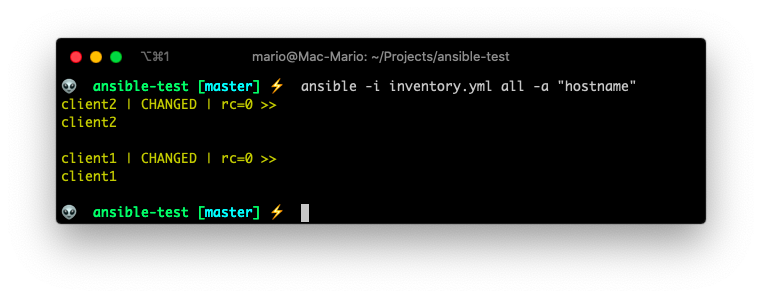 ⌥⌘1 mario@Mac-Mario: ~/Projects/ansible-test
👽 ansible-test [master] ⚡ ansible -i inventory.yml all -a "hostname"
client2 | CHANGED | rc=0 >>
client2
client1 | CHANGED | rc=0 >>
client1
👽 ansible-test [master] ⚡